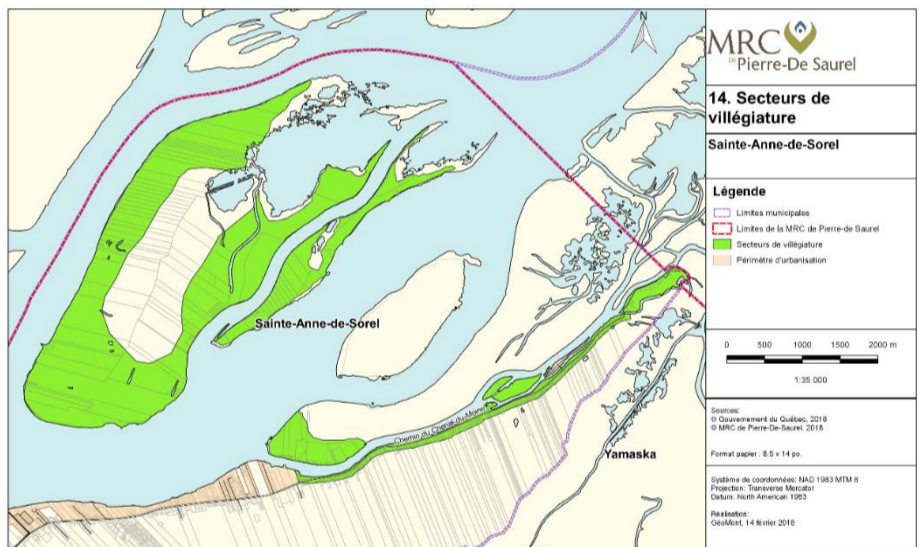 N
Sainte-Anne-de-Sorel
Chemin du Chenal-du-Moine
Yamaska
MRC
DE Pierre-De Saurel
14. Secteurs de
villégiature
Sainte-Anne-de-Sorel
Légende
Limites municipales
Limites de la MRC de Pierre-de Saurel
Secteurs de villégiature
Périmètre d'urbanisation
0 500 1000 1500 2000 m
1:35 000
Sources:
© Gouvernement du Québec, 2018
© MRC de Pierre-De-Saurel, 2018
Format papier : 8.5 x 14 po.
Système de coordonnées: NAD 1983 MTM 8
Projection: Transverse Mercator
Datum: North American 1983
Réalisation:
GéoMont, 14 février 2018